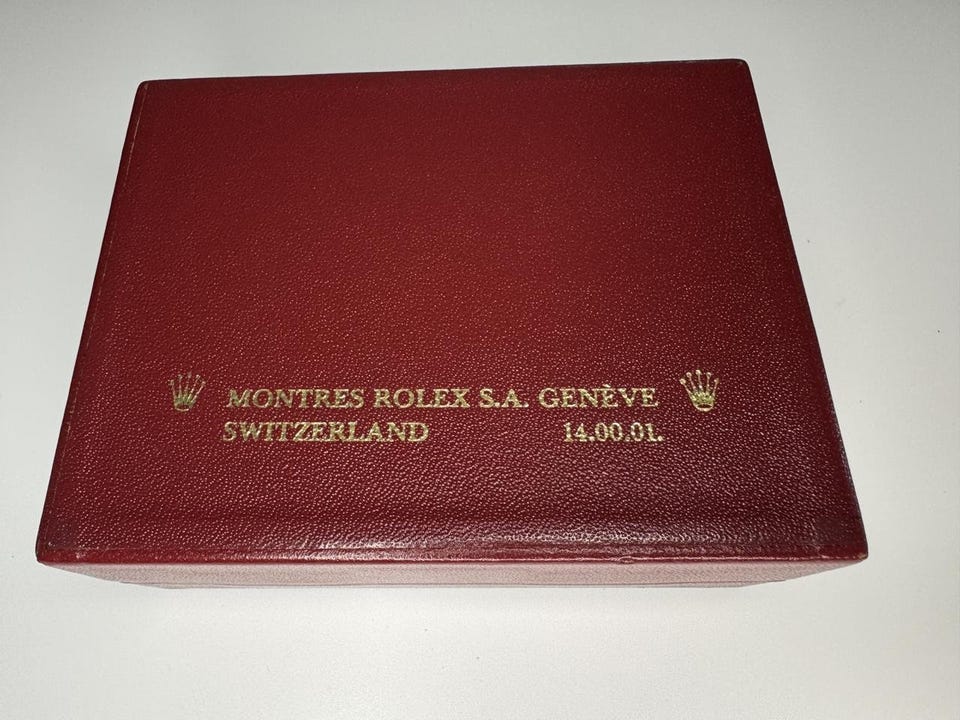 MONTRES ROLEX S.A. GENÈVE
SWITZERLAND 14.00.01.